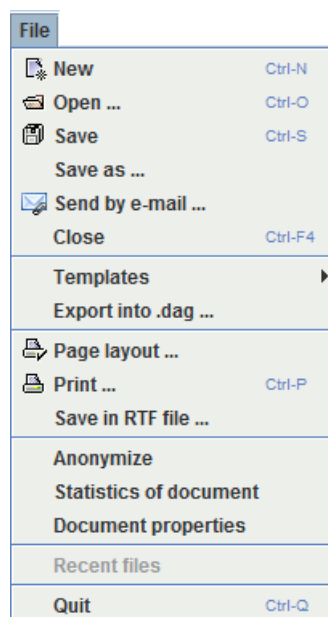 File
New Ctrl-N
Open ... Ctrl-O
Save Ctrl-S
Save as ...
Send by e-mail ...
Close Ctrl-F4
Templates
Export into .dag ...
Page layout ...
Print ... Ctrl-P
Save in RTF file ...
Anonymize
Statistics of document
Document properties
Recent files
Quit Ctrl-Q